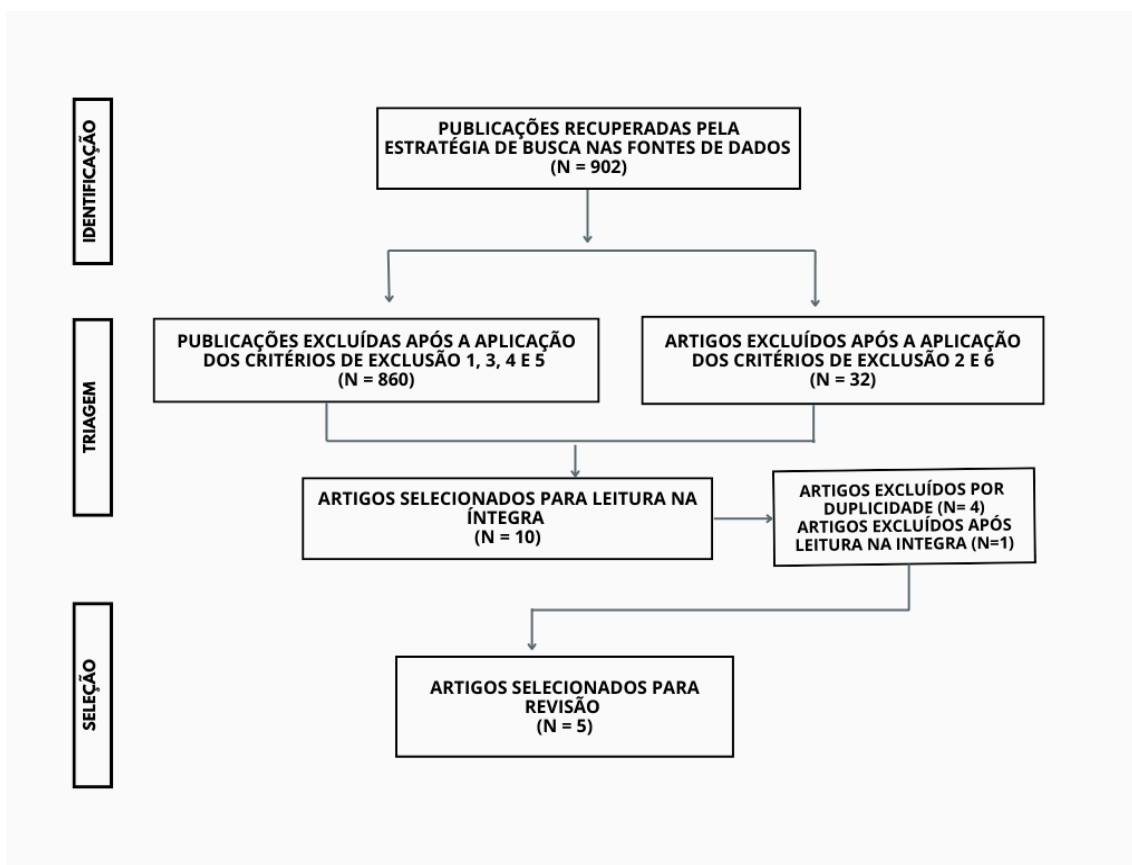 IDENTIFICAÇÃO
PUBLICAÇÕES RECUPERADAS PELA
ESTRATÉGIA DE BUSCA NAS FONTES DE DADOS
(N = 902)
TRIAGEM
PUBLICAÇÕES EXCLUÍDAS APÓS A APLICAÇÃO
DOS CRITÉRIOS DE EXCLUSÃO 1, 3, 4 E 5
(N = 860)
ARTIGOS EXCLUÍDOS APÓS A APLICAÇÃO
DOS CRITÉRIOS DE EXCLUSÃO 2 E 6
(N = 32)
ARTIGOS SELECIONADOS PARA LEITURA NA
ÍNTEGRA
(N = 10)
ARTIGOS EXCLUÍDOS POR
DUPLICIDADE (N= 4)
ARTIGOS EXCLUÍDOS APÓS
LEITURA NA INTEGRA (N=1)
SELEÇÃO
ARTIGOS SELECIONADOS PARA
REVISÃO
(N = 5)